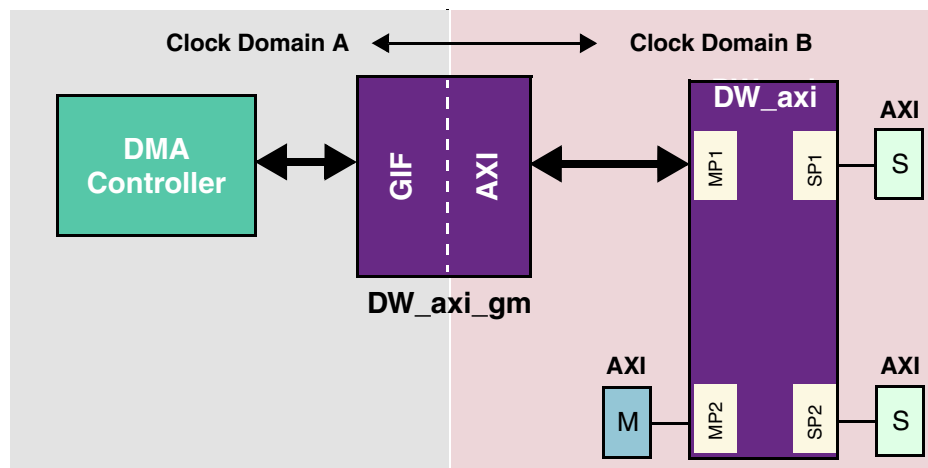 Clock Domain A
Clock Domain B
DW_axi
AXI
DMA
Controller
GIF
AXI
MP1
SP1
S
DW_axi_gm
AXI
AXI
M
MP2
SP2
S